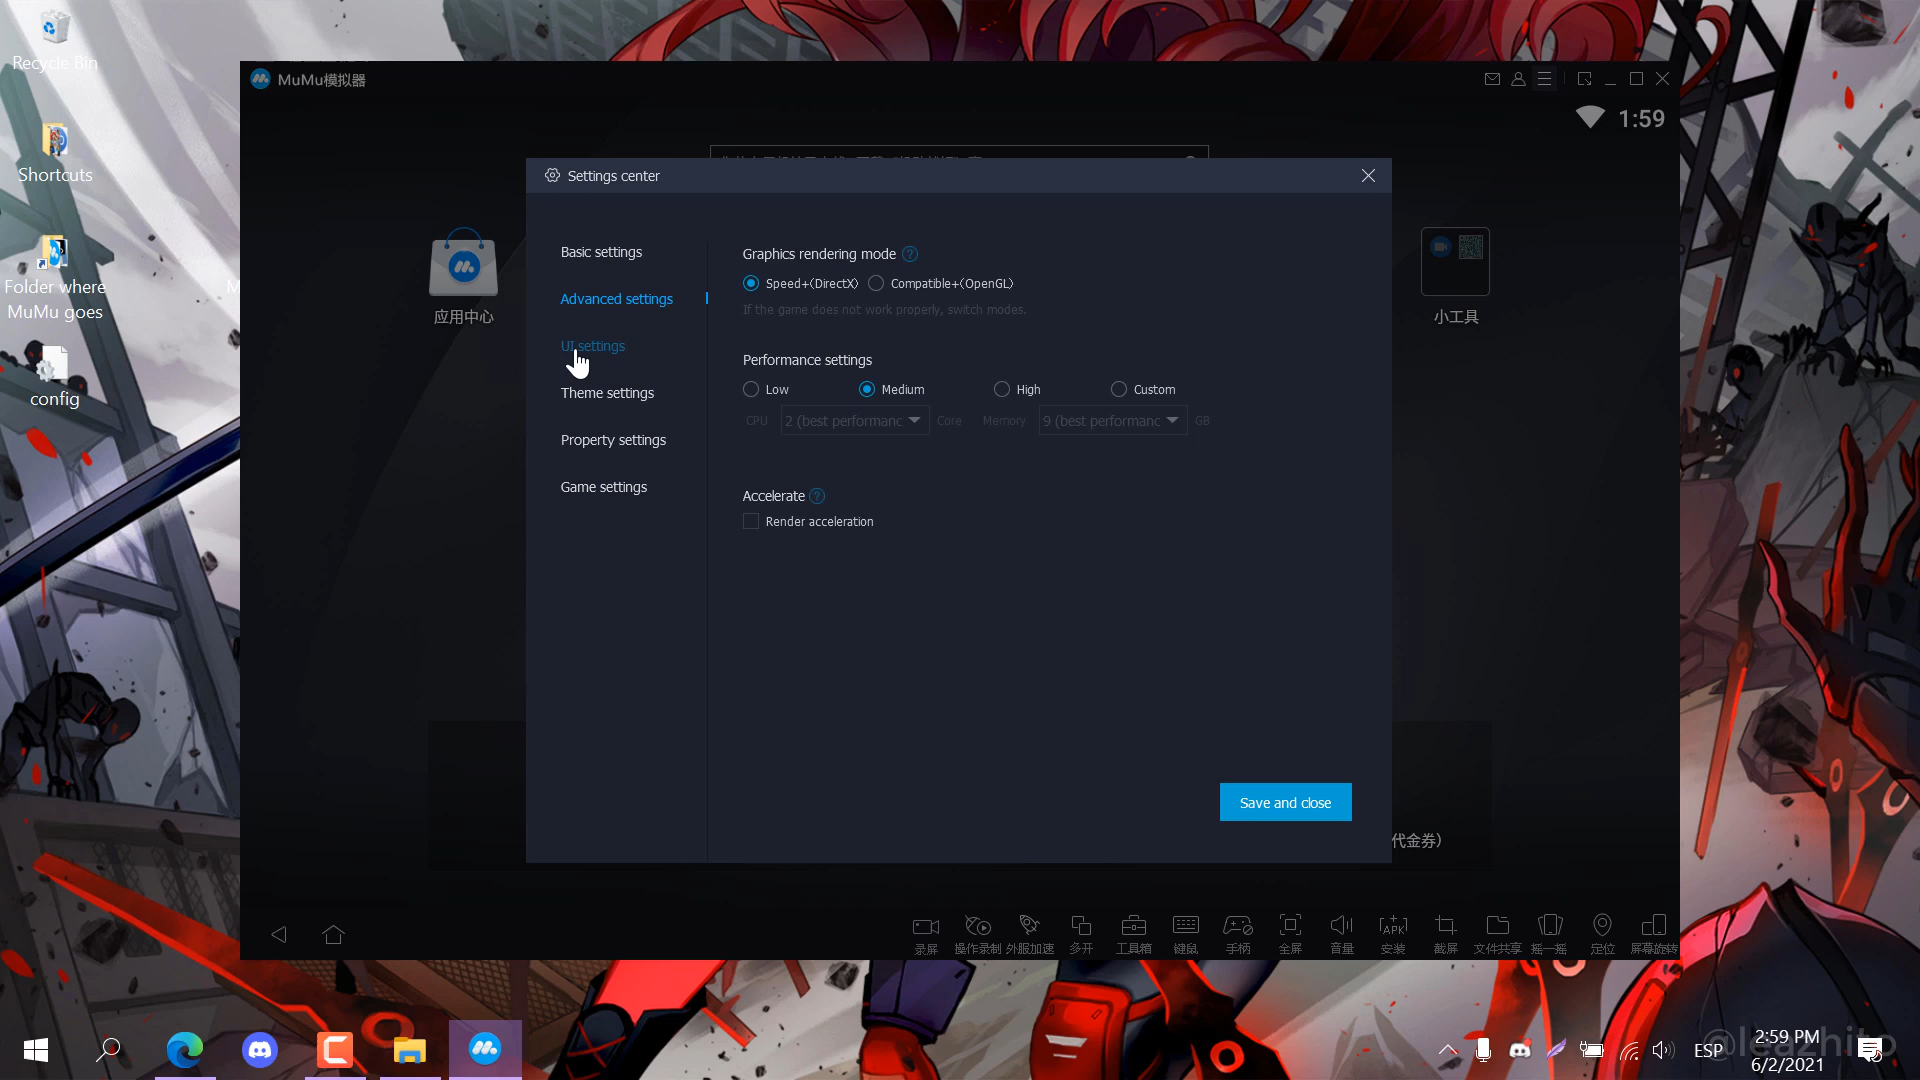 Recycle Bin
Shortcuts
Folder where
MuMu goes
config
MuMu模拟器
1:59
应用中心
小工具
Settings center
Basic settings
Advanced settings
UI settings
Theme settings
Property settings
Game settings
Graphics rendering mode ?
Speed+(DirectX) Compatible+(OpenGL)
If the game does not work properly, switch modes.
Performance settings
Low Medium High Custom
CPU 2 (best performanc Core Memory 9 (best performanc GB
Accelerate ?
Render acceleration
Save and close
代金券）
录屏 操作录制 外服加速 多开 工具箱 键鼠 手柄 全屏 音量 安装 截屏 文件共享 摇一摇 定位 屏幕旋转
APK
ESP
2:59 PM
6/2/2021
@leazhito